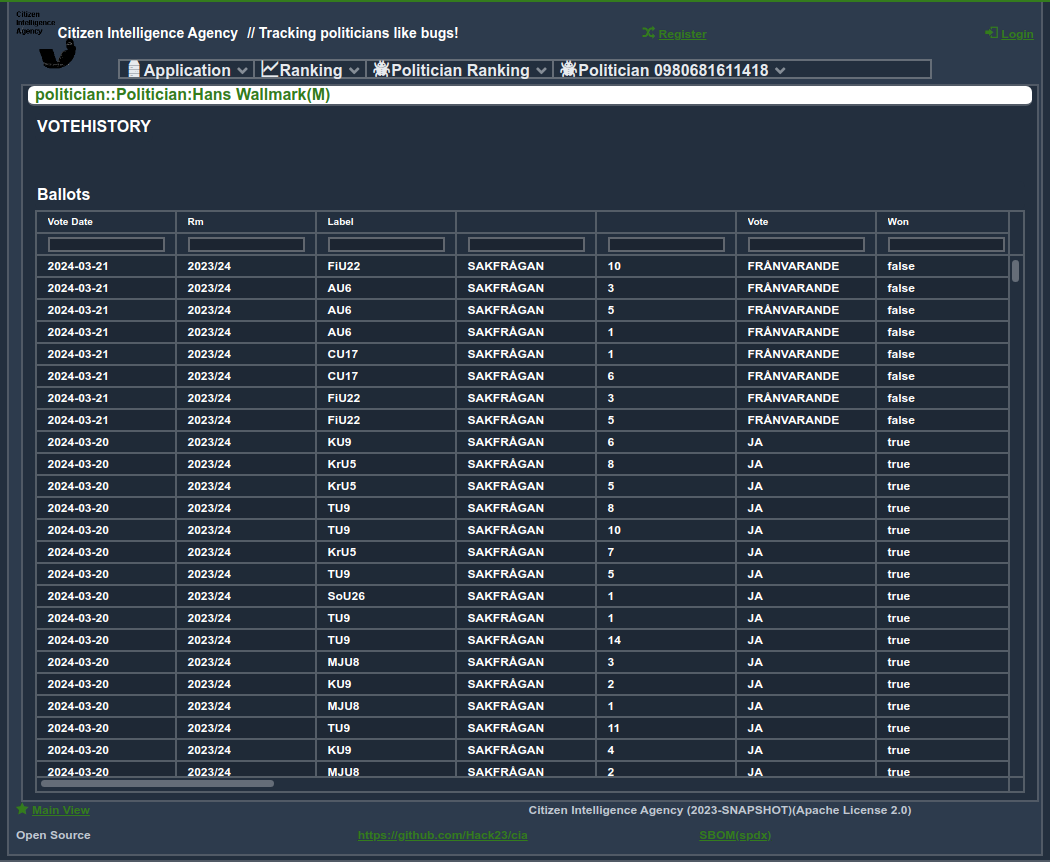 Citizen
Intelligence
Agency
Citizen Intelligence Agency // Tracking politicians like bugs!
Register
Login
Application
Ranking
Politician Ranking
Politician 0980681611418
politician::Politician:Hans Wallmark(M)
VOTEHISTORY
Ballots
Vote Date Rm Label Vote Won
2024-03-21 2023/24 FiU22 SAKFRÅGAN 10 FRÅNVARANDE false
2024-03-21 2023/24 AU6 SAKFRÅGAN 3 FRÅNVARANDE false
2024-03-21 2023/24 AU6 SAKFRÅGAN 5 FRÅNVARANDE false
2024-03-21 2023/24 AU6 SAKFRÅGAN 1 FRÅNVARANDE false
2024-03-21 2023/24 CU17 SAKFRÅGAN 1 FRÅNVARANDE false
2024-03-21 2023/24 CU17 SAKFRÅGAN 6 FRÅNVARANDE false
2024-03-21 2023/24 FiU22 SAKFRÅGAN 3 FRÅNVARANDE false
2024-03-21 2023/24 FiU22 SAKFRÅGAN 5 FRÅNVARANDE false
2024-03-20 2023/24 KU9 SAKFRÅGAN 6 JA true
2024-03-20 2023/24 KrU5 SAKFRÅGAN 8 JA true
2024-03-20 2023/24 KrU5 SAKFRÅGAN 5 JA true
2024-03-20 2023/24 TU9 SAKFRÅGAN 8 JA true
2024-03-20 2023/24 TU9 SAKFRÅGAN 10 JA true
2024-03-20 2023/24 KrU5 SAKFRÅGAN 7 JA true
2024-03-20 2023/24 TU9 SAKFRÅGAN 5 JA true
2024-03-20 2023/24 SoU26 SAKFRÅGAN 1 JA true
2024-03-20 2023/24 TU9 SAKFRÅGAN 1 JA true
2024-03-20 2023/24 TU9 SAKFRÅGAN 14 JA true
2024-03-20 2023/24 MJU8 SAKFRÅGAN 3 JA true
2024-03-20 2023/24 KU9 SAKFRÅGAN 2 JA true
2024-03-20 2023/24 MJU8 SAKFRÅGAN 1 JA true
2024-03-20 2023/24 TU9 SAKFRÅGAN 11 JA true
2024-03-20 2023/24 KU9 SAKFRÅGAN 4 JA true
2024-03-20 2023/24 MJU8 SAKFRÅGAN 2 JA true
Main View
Citizen Intelligence Agency (2023-SNAPSHOT)(Apache License 2.0)
Open Source
https://github.com/Hack23/cia
SBOM(spdx)